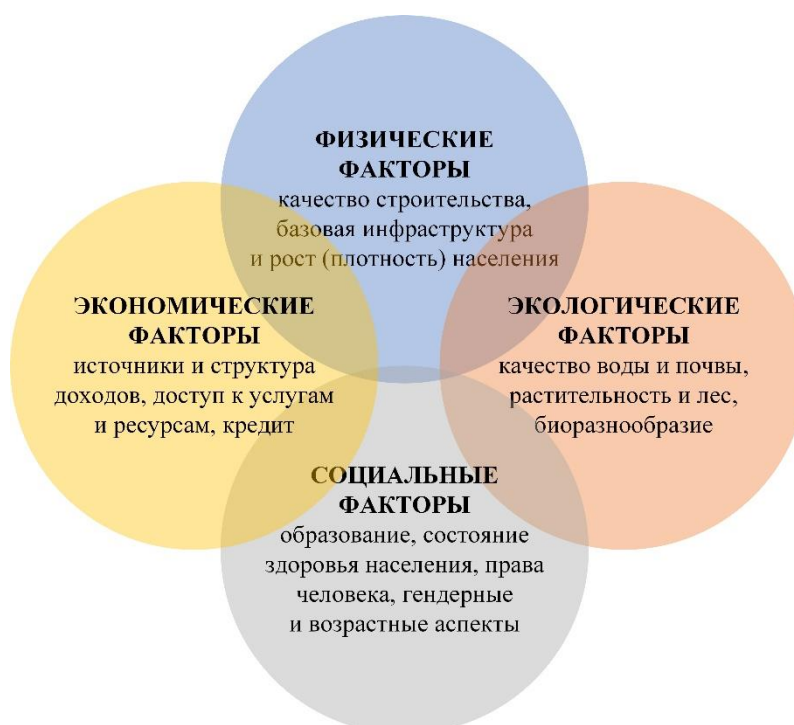 ФИЗИЧЕСКИЕ
ФАКТОРЫ
качество строительства,
базовая инфраструктура
и рост (плотность) населения
ЭКОНОМИЧЕСКИЕ
ФАКТОРЫ
источники и структура
доходов, доступ к услугам
и ресурсам, кредит
ЭКОЛОГИЧЕСКИЕ
ФАКТОРЫ
качество воды и почвы,
растительность и лес,
биоразнообразие
СОЦИАЛЬНЫЕ
ФАКТОРЫ
образование, состояние
здоровья населения, права
человека, гендерные
и возрастные аспекты